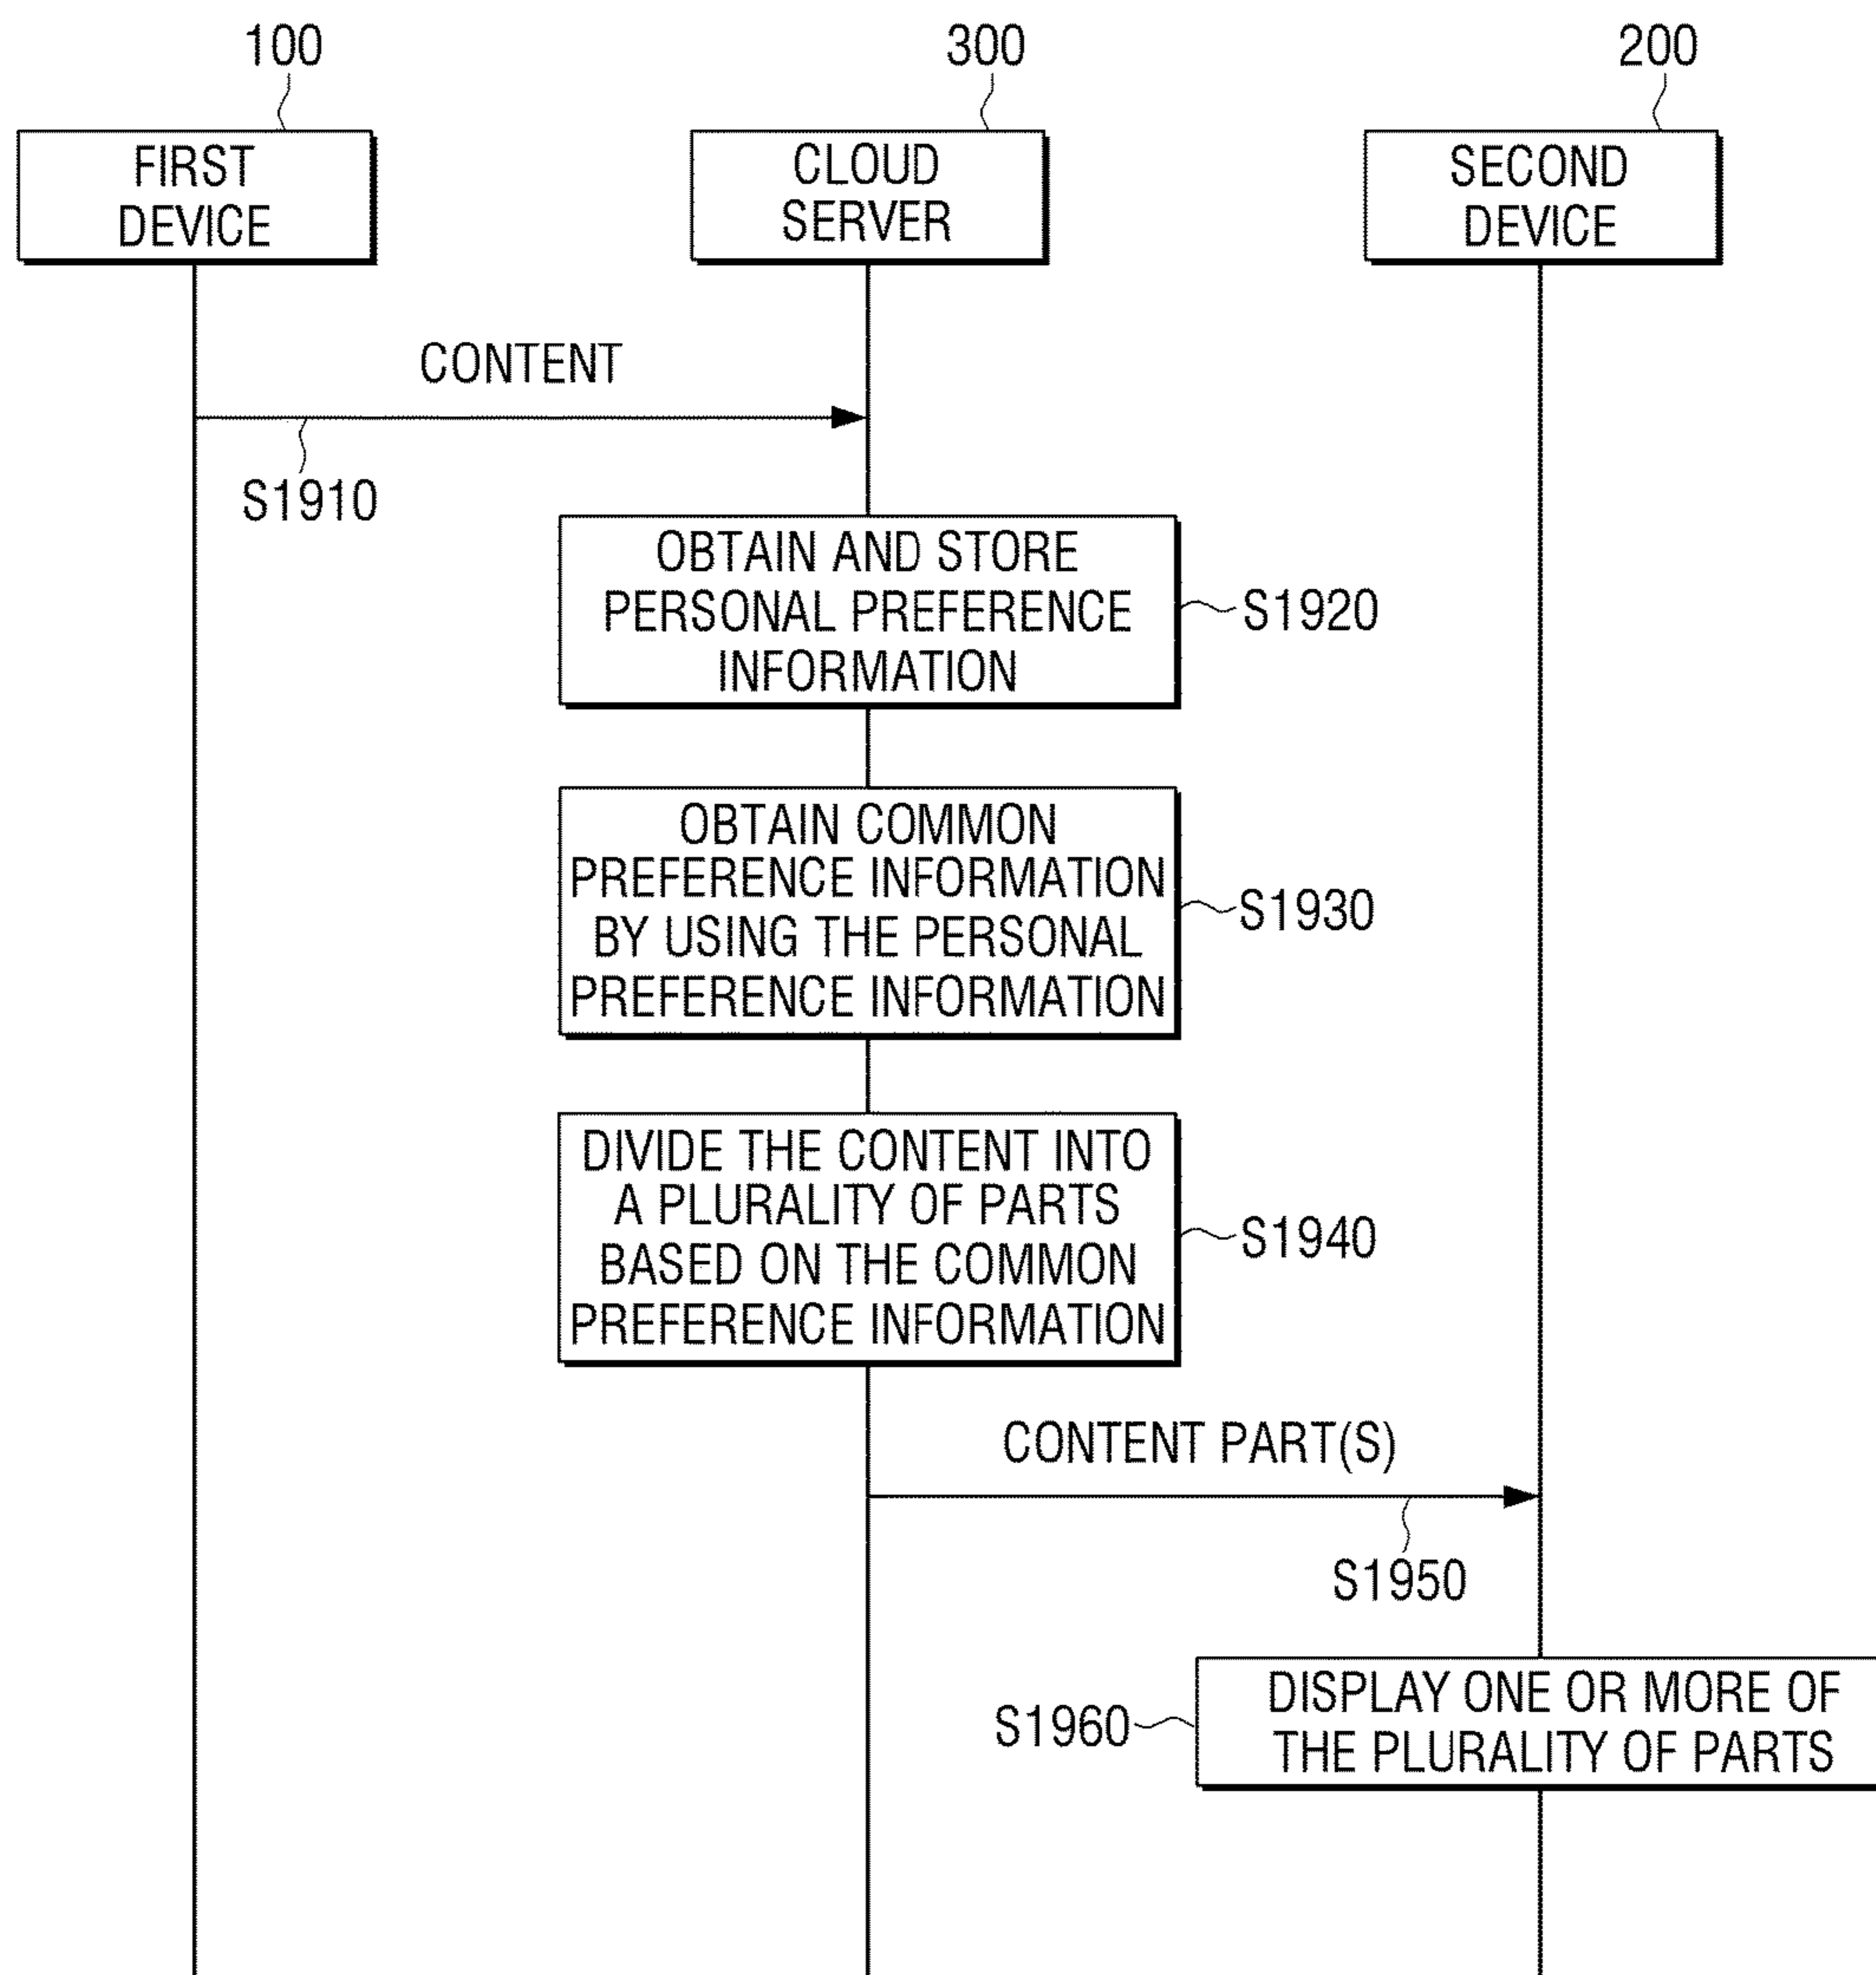 100
300
200
FIRST
DEVICE
CLOUD
SERVER
SECOND
DEVICE
CONTENT
S1910
OBTAIN AND STORE
PERSONAL PREFERENCE
INFORMATION
S1920
OBTAIN COMMON
PREFERENCE INFORMATION
BY USING THE PERSONAL
PREFERENCE INFORMATION
S1930
DIVIDE THE CONTENT INTO
A PLURALITY OF PARTS
BASED ON THE COMMON
PREFERENCE INFORMATION
S1940
CONTENT PART(S)
S1950
S1960
DISPLAY ONE OR MORE OF
THE PLURALITY OF PARTS